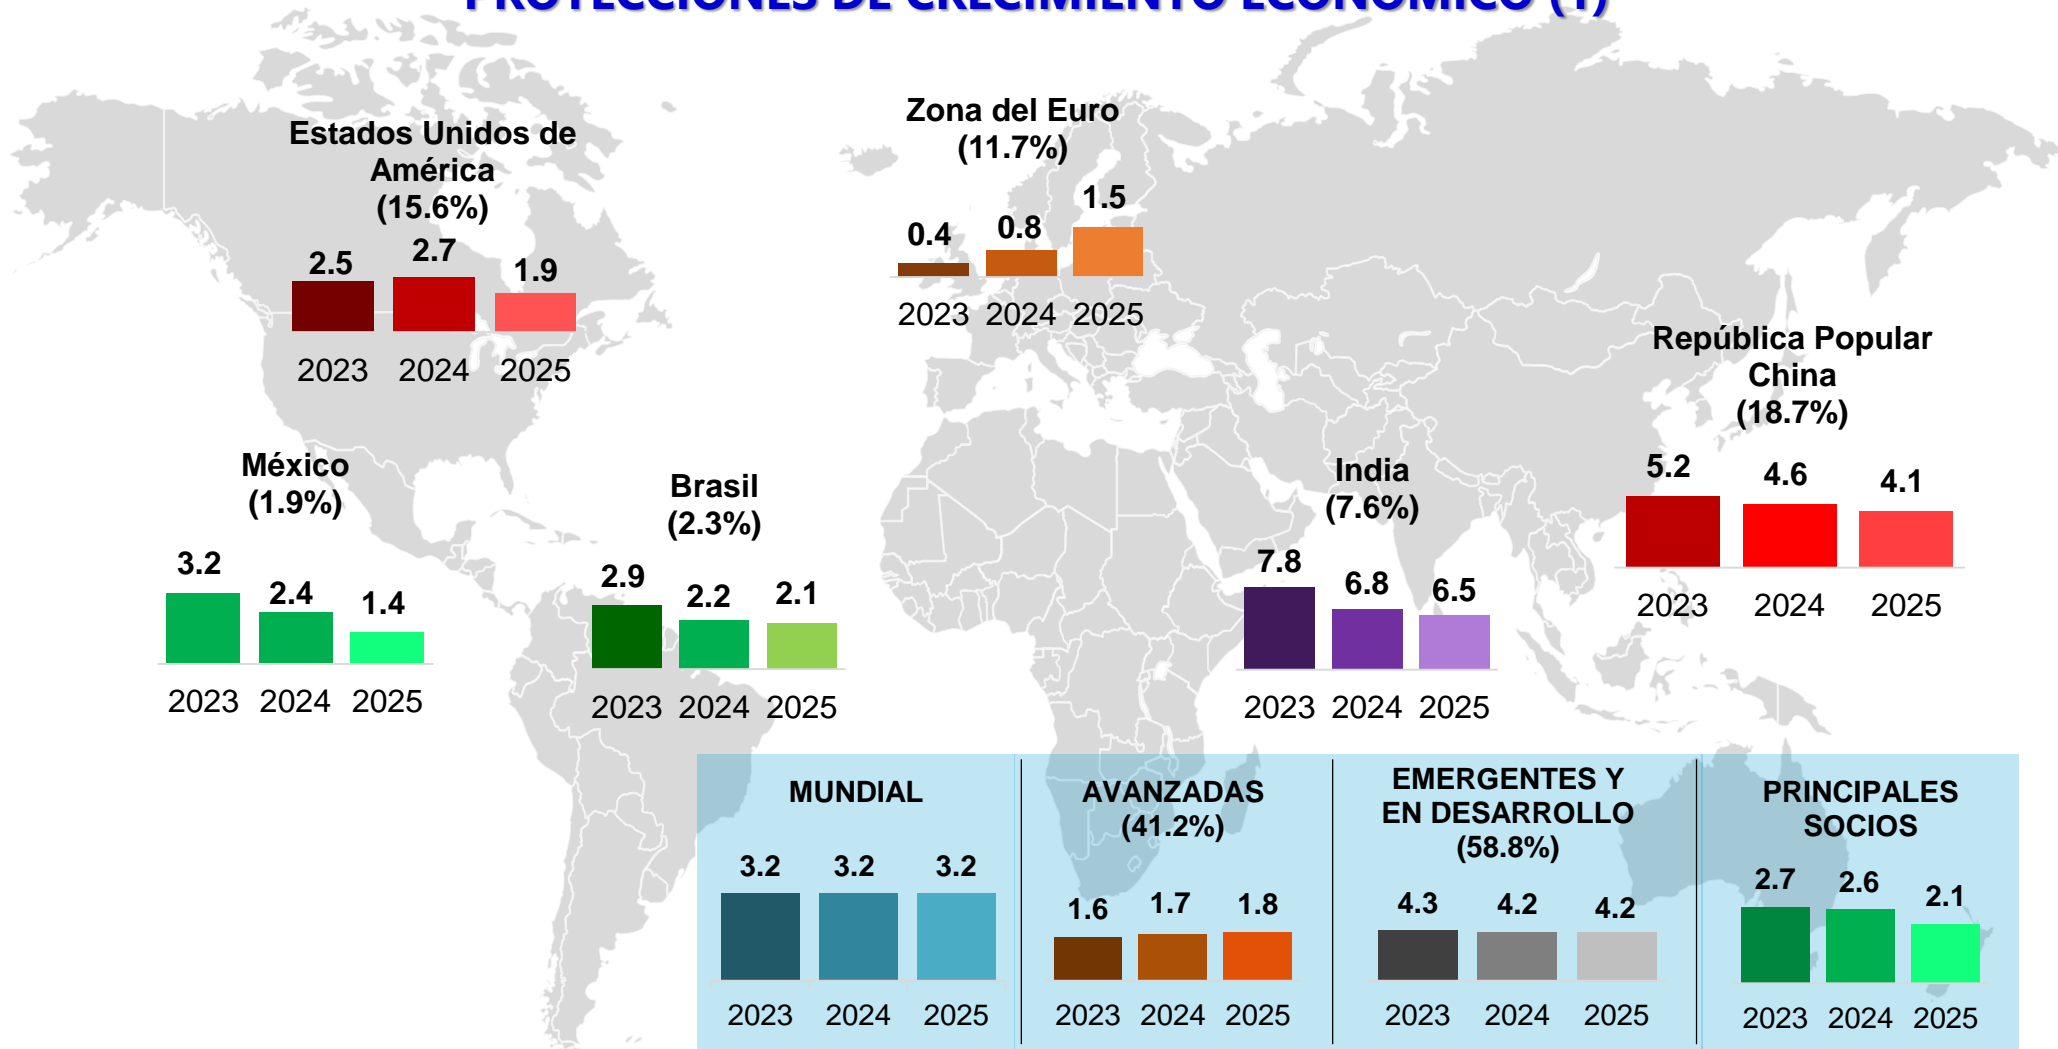 PROYECCIONES DE CRECIMIENTO ECONÓMICO (1)
Estados Unidos de
América
(15.6%)
2.5 2.7 1.9
2023 2024 2025
Zona del Euro
(11.7%)
0.4 0.8 1.5
2023 2024 2025
República Popular
China
(18.7%)
5.2 4.6 4.1
2023 2024 2025
México
(1.9%)
3.2 2.4 1.4
2023 2024 2025
Brasil
(2.3%)
2.9 2.2 2.1
2023 2024 2025
India
(7.6%)
7.8 6.8 6.5
2023 2024 2025
MUNDIAL
3.2 3.2 3.2
2023 2024 2025
AVANZADAS
(41.2%)
1.6 1.7 1.8
2023 2024 2025
EMERGENTES Y
EN DESARROLLO
(58.8%)
4.3 4.2 4.2
2023 2024 2025
PRINCIPALES
SOCIOS
2.7 2.6 2.1
2023 2024 2025